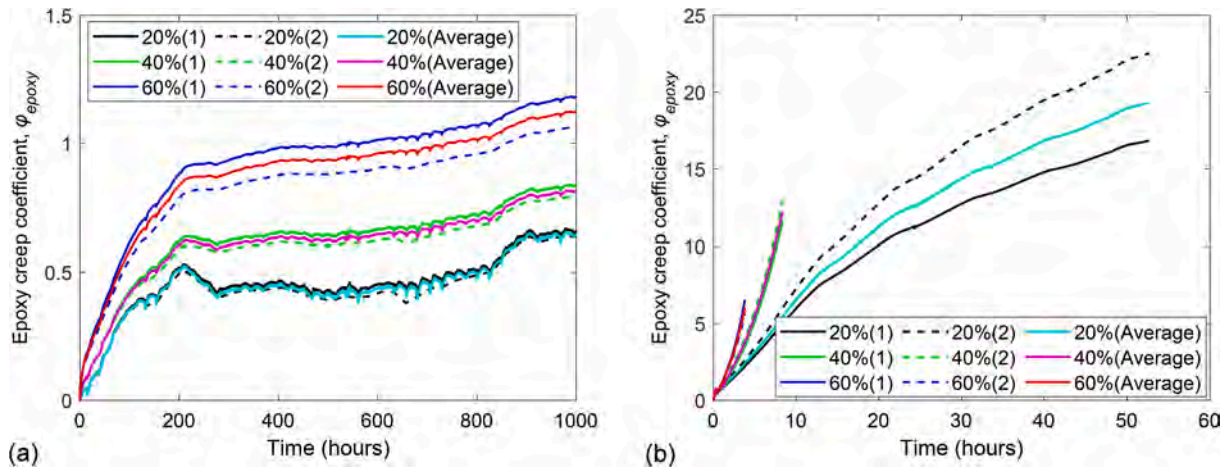 1.5
20%(1) 20%(2) 20%(Average)
40%(1) 40%(2) 40%(Average)
60%(1) 60%(2) 60%(Average)
1
0.5
0
Epoxy creep coefficient, φepoxy
0 200 400 600 800 1000
Time (hours)
(a)
25
20
15
10
5
0
Epoxy creep coefficient, φepoxy
20%(1) 20%(2) 20%(Average)
40%(1) 40%(2) 40%(Average)
60%(1) 60%(2) 60%(Average)
0 10 20 30 40 50 60
Time (hours)
(b)